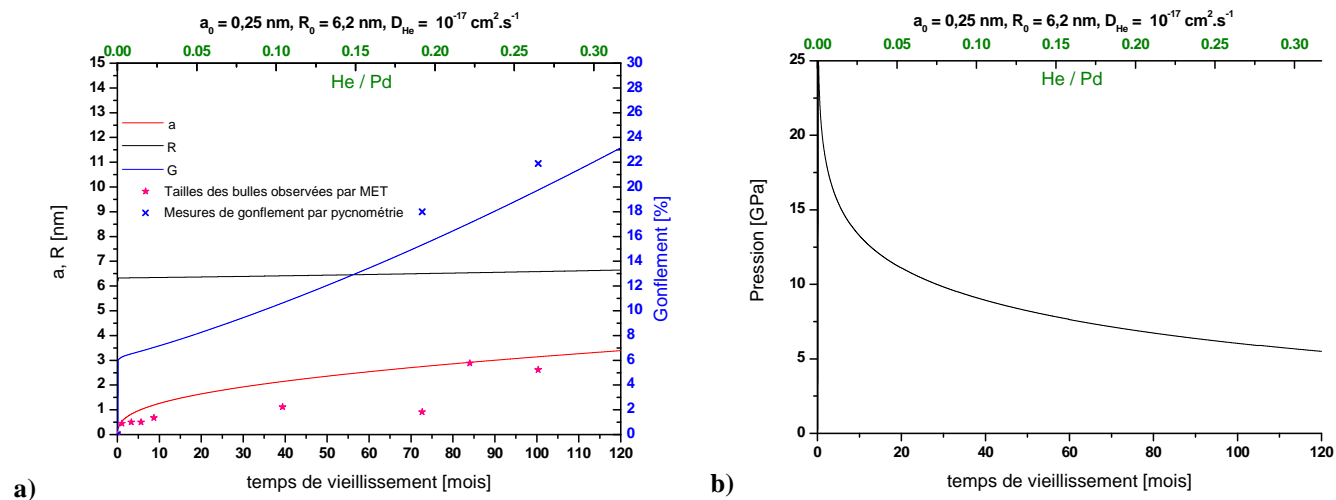 a₀ = 0,25 nm, R₀ = 6,2 nm, D_He = 10⁻¹⁷ cm².s⁻¹
0.00 0.05 0.10 0.15 0.20 0.25 0.30
He / Pd
15
14
13
12
11
10
9
8
7
6
5
4
3
2
1
0
a, R [nm]
a
R
G
Tailles des bulles observées par MET
Mesures de gonflement par pycnométrie
30
28
26
24
22
20
18
16
14
12
10
8
6
4
2
0
Gonflement [%]
0 10 20 30 40 50 60 70 80 90 100 110 120
temps de vieillissement [mois]
a)
a₀ = 0,25 nm, R₀ = 6,2 nm, D_He = 10⁻¹⁷ cm².s⁻¹
0.00 0.05 0.10 0.15 0.20 0.25 0.30
He / Pd
25
20
15
10
5
0
Pression [GPa]
0 20 40 60 80 100 120
temps de vieillissement [mois]
b)